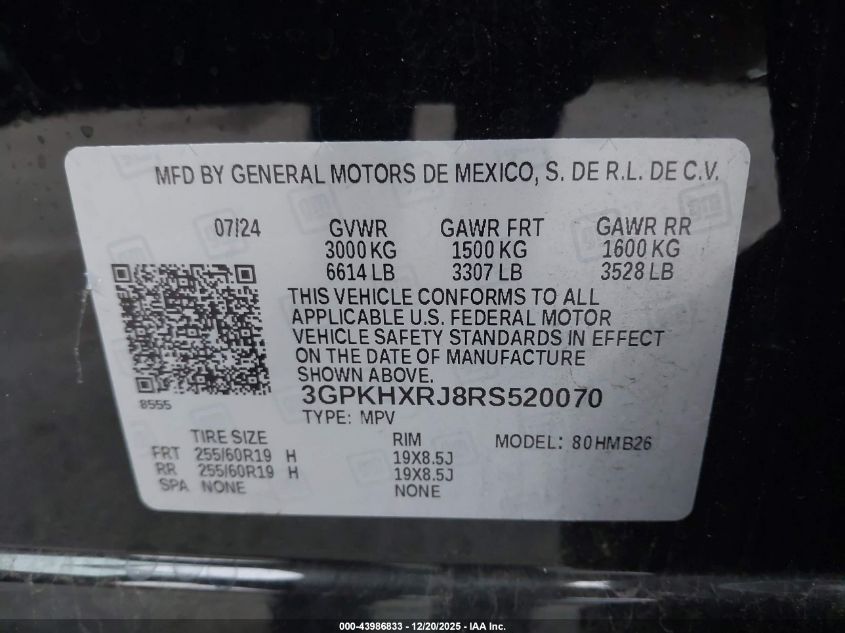 MFD BY GENERAL MOTORS DE MEXICO, S. DE R.L. DE C.V.
07/24 GVWR GAWR FRT GAWR RR
3000 KG 1500 KG 1600 KG
6614 LB 3307 LB 3528 LB
THIS VEHICLE CONFORMS TO ALL
APPLICABLE U.S. FEDERAL MOTOR
VEHICLE SAFETY STANDARDS IN EFFECT
ON THE DATE OF MANUFACTURE
SHOWN ABOVE.
8555
3GPKHXRJ8RS520070
TYPE: MPV
TIRE SIZE RIM MODEL: 80HMB26
FRT 255/60R19 H 19X8.5J
RR 255/60R19 H 19X8.5J
SPA NONE NONE
000-43986833 - 12/20/2025 - IAA Inc.